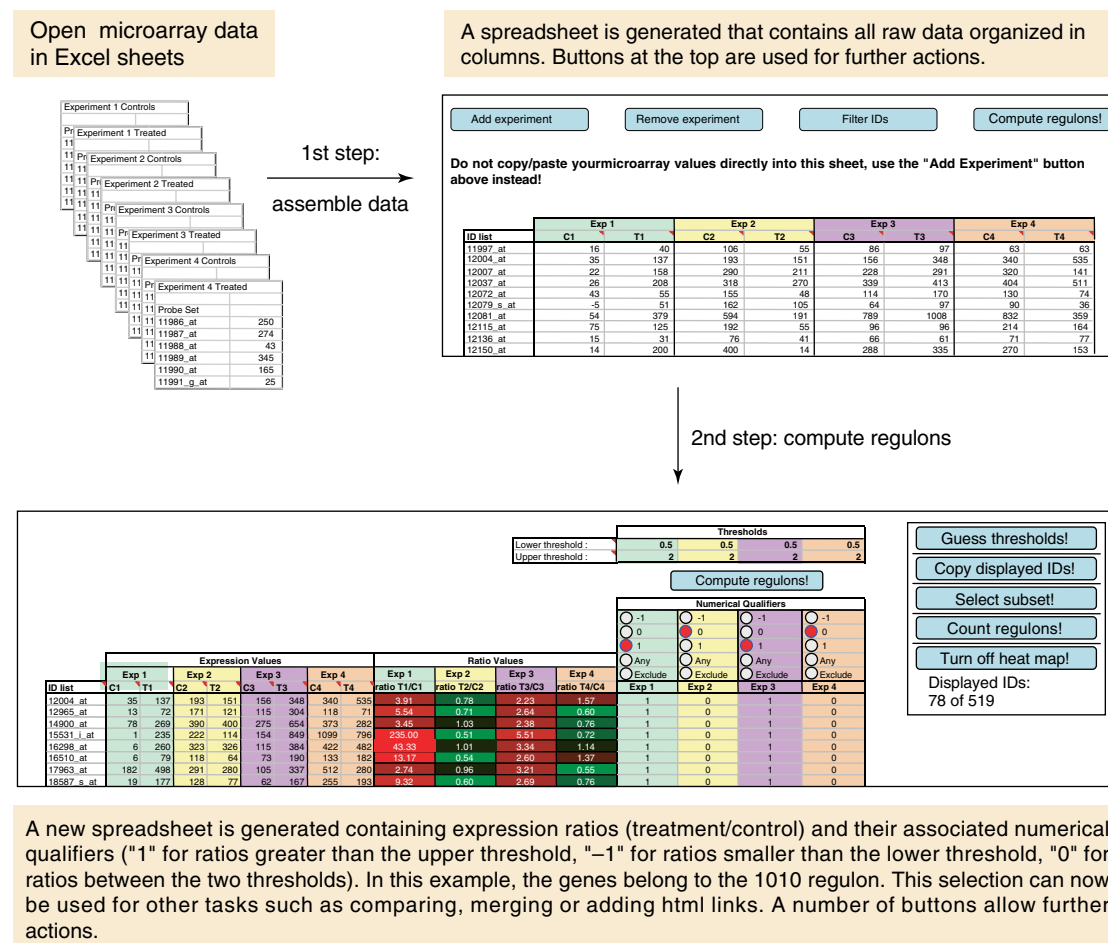 Open microarray data
in Excel sheets
A spreadsheet is generated that contains all raw data organized in
columns. Buttons at the top are used for further actions.
Experiment 1 Controls
Experiment 1 Treated
Experiment 2 Controls
Experiment 2 Treated
Experiment 3 Controls
Experiment 3 Treated
Experiment 4 Controls
Experiment 4 Treated
Probe Set
11986_at 250
11987_at 274
11988_at 43
11989_at 345
11990_at 165
11991_g_at 25
1st step:
assemble data
Add experiment Remove experiment Filter IDs Compute regulons!
Do not copy/paste yourmicroarray values directly into this sheet, use the "Add Experiment" button
above instead!
Exp 1 Exp 2 Exp 3 Exp 4
ID list C1 T1 C2 T2 C3 T3 C4 T4
11997_at 16 40 106 55 86 97 63 63
12004_at 35 137 193 151 156 348 340 535
12007_at 22 158 290 211 228 291 320 141
12037_at 26 208 318 270 339 413 404 511
12072_at 43 55 155 48 114 170 130 74
12079_s_at -5 51 162 105 64 97 90 36
12081_at 54 379 594 191 789 1008 832 359
12115_at 75 125 192 55 96 96 214 164
12136_at 15 31 76 41 66 61 71 77
12150_at 14 200 400 14 288 335 270 153
2nd step: compute regulons
Thresholds
Lower threshold : 0.5 0.5 0.5 0.5
Upper threshold : 2 2 2 2
Compute regulons!
Numerical Qualifiers
-1 -1 -1 -1
0 0 0 0
1 1 1 1
Any Any Any Any
Exclude Exclude Exclude Exclude
Expression Values Ratio Values
Exp 1 Exp 2 Exp 3 Exp 4 Exp 1 Exp 2 Exp 3 Exp 4
ID list C1 T1 C2 T2 C3 T3 C4 T4 ratio T1/C1 ratio T2/C2 ratio T3/C3 ratio T4/C4 Exp 1 Exp 2 Exp 3 Exp 4
12004_at 35 137 193 151 156 348 340 535 3.91 0.78 2.23 1.57 1 0 1 0
12965_at 13 72 171 121 115 304 118 71 5.54 0.71 2.64 0.60 1 0 1 0
14900_at 78 269 390 400 275 654 373 282 3.45 1.03 2.38 0.76 1 0 1 0
15531_i_at 1 235 222 114 154 849 1099 796 235.00 0.51 5.51 0.72 1 0 1 0
16298_at 6 260 323 326 115 384 422 482 43.33 1.01 3.34 1.14 1 0 1 0
16510_at 6 79 118 64 73 190 133 182 13.17 0.54 2.60 1.37 1 0 1 0
17963_at 182 498 291 280 105 337 512 280 2.74 0.96 3.21 0.55 1 0 1 0
18587_s_at 19 177 128 77 62 167 255 193 9.32 0.60 2.69 0.76 1 0 1 0
Guess thresholds!
Copy displayed IDs!
Select subset!
Count regulons!
Turn off heat map!
Displayed IDs:
78 of 519
A new spreadsheet is generated containing expression ratios (treatment/control) and their associated numerical
qualifiers ("1" for ratios greater than the upper threshold, "–1" for ratios smaller than the lower threshold, "0" for
ratios between the two thresholds). In this example, the genes belong to the 1010 regulon. This selection can now
be used for other tasks such as comparing, merging or adding html links. A number of buttons allow further
actions.